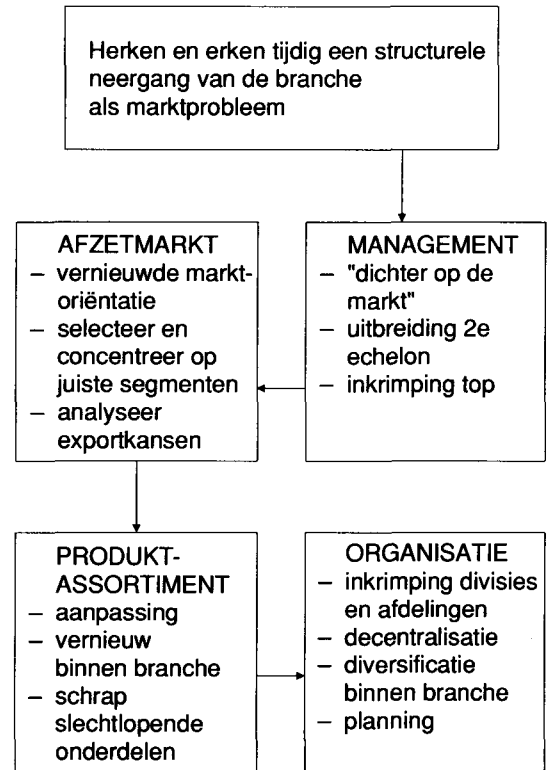 Herken en erken tijdig een structurele
neergang van de branche
als marktprobleem
AFZETMARKT
– vernieuwde markt-
oriëntatie
– selecteer en
concentreer op
juiste segmenten
– analyseer
exportkansen
MANAGEMENT
– "dichter op de
markt"
– uitbreiding 2e
echelon
– inkrimping top
PRODUKT-
ASSORTIMENT
– aanpassing
– vernieuw
binnen branche
– schrap
slechtlopende
onderdelen
ORGANISATIE
– inkrimping divisies
en afdelingen
– decentralisatie
– diversificatie
binnen branche
– planning